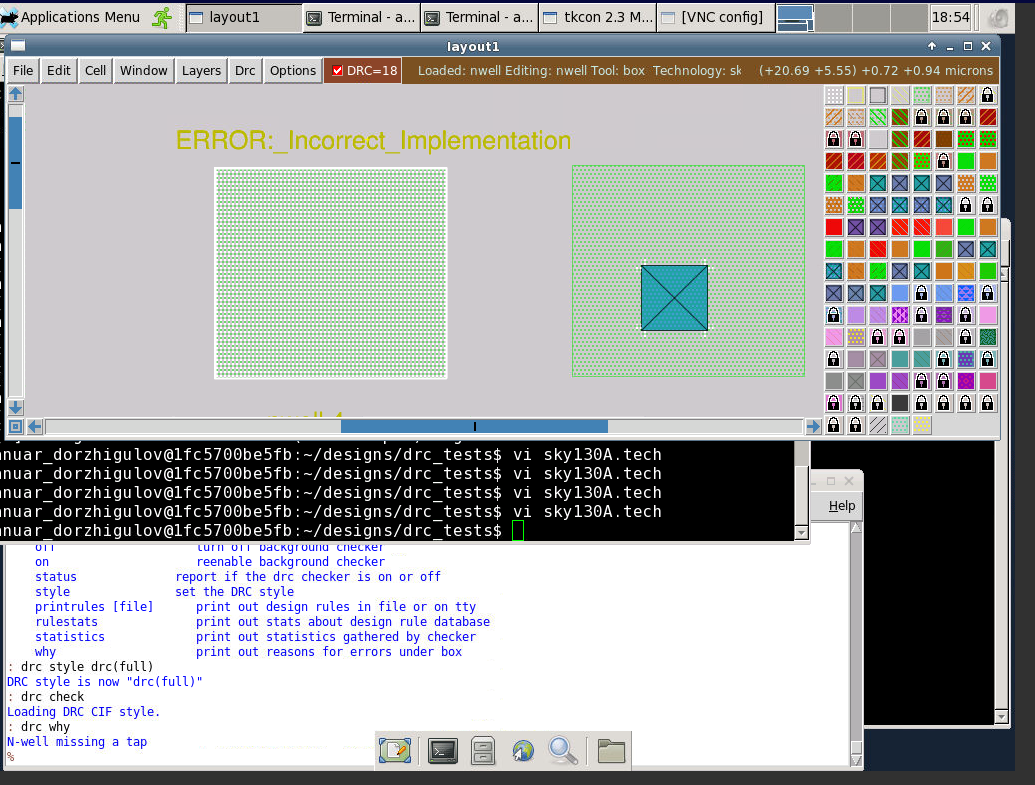 Applications Menu
layout1
Terminal - a...
Terminal - a...
tkcon 2.3 M...
[VNC config]
18:54
layout1
File Edit Cell Window Layers Drc Options DRC=18 Loaded: nwell Editing: nwell Tool: box Technology: sk (+20.69 +5.55) +0.72 +0.94 microns
ERROR:_Incorrect_Implementation
nuar_dorzhigulov@1fc5700be5fb:~/designs/drc_tests$ vi sky130A.tech
nuar_dorzhigulov@1fc5700be5fb:~/designs/drc_tests$ vi sky130A.tech
nuar_dorzhigulov@1fc5700be5fb:~/designs/drc_tests$ vi sky130A.tech
nuar_dorzhigulov@1fc5700be5fb:~/designs/drc_tests$ vi sky130A.tech
nuar_dorzhigulov@1fc5700be5fb:~/designs/drc_tests$
Help
off turn off background checker
on reenable background checker
status report if the drc checker is on or off
style set the DRC style
printrules [file] print out design rules in file or on tty
rulestats print out stats about design rule database
statistics print out statistics gathered by checker
why print out reasons for errors under box
: drc style drc(full)
DRC style is now "drc(full)"
: drc check
Loading DRC CIF style.
: drc why
N-well missing a tap
%